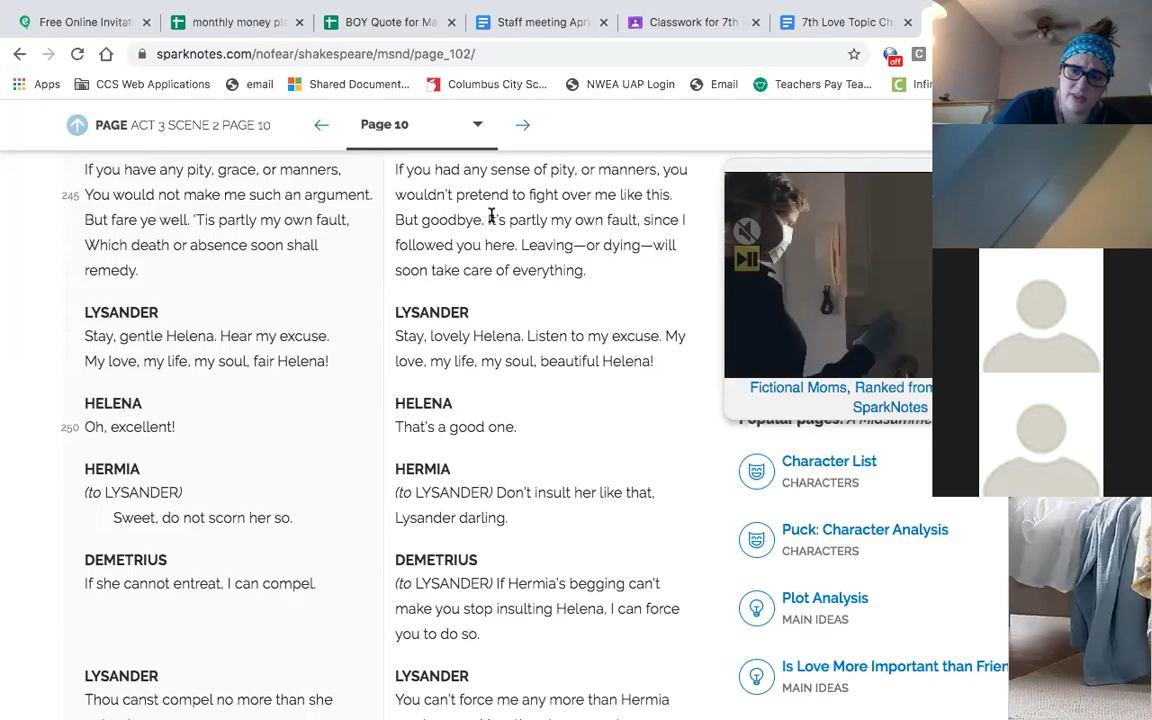 Free Online Invitat
monthly money pl
BOY Quote for Ma
Staff meeting Apri
Classwork for 7th
7th Love Topic Ch
sparknotes.com/nofear/shakespeare/msnd/page_102/
off
Apps
CCS Web Applications
email
Shared Document...
Columbus City Sc...
NWEA UAP Login
Email
Teachers Pay Tea...
Infin
PAGE ACT 3 SCENE 2 PAGE 10
Page 10
If you have any pity, grace, or manners,
245 You would not make me such an argument.
But fare ye well. 'Tis partly my own fault,
Which death or absence soon shall
remedy.
LYSANDER
Stay, gentle Helena. Hear my excuse.
My love, my life, my soul, fair Helena!
HELENA
250 Oh, excellent!
HERMIA
(to LYSANDER)
Sweet, do not scorn her so.
DEMETRIUS
If she cannot entreat, I can compel.
LYSANDER
Thou canst compel no more than she
If you had any sense of pity, or manners, you
wouldn't pretend to fight over me like this.
But goodbye. It's partly my own fault, since I
followed you here. Leaving—or dying—will
soon take care of everything.
LYSANDER
Stay, lovely Helena. Listen to my excuse. My
love, my life, my soul, beautiful Helena!
HELENA
That's a good one.
HERMIA
(to LYSANDER) Don't insult her like that,
Lysander darling.
DEMETRIUS
(to LYSANDER) If Hermia's begging can't
make you stop insulting Helena, I can force
you to do so.
LYSANDER
You can't force me any more than Hermia
Fictional Moms, Ranked from
SparkNotes
Popular pages: A Midsumme
Character List
CHARACTERS
Puck: Character Analysis
CHARACTERS
Plot Analysis
MAIN IDEAS
Is Love More Important than Frien
MAIN IDEAS